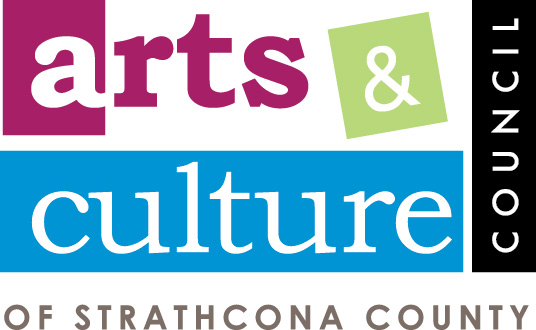 arts &
culture
COUNCIL
OF STRATHCONA COUNTY